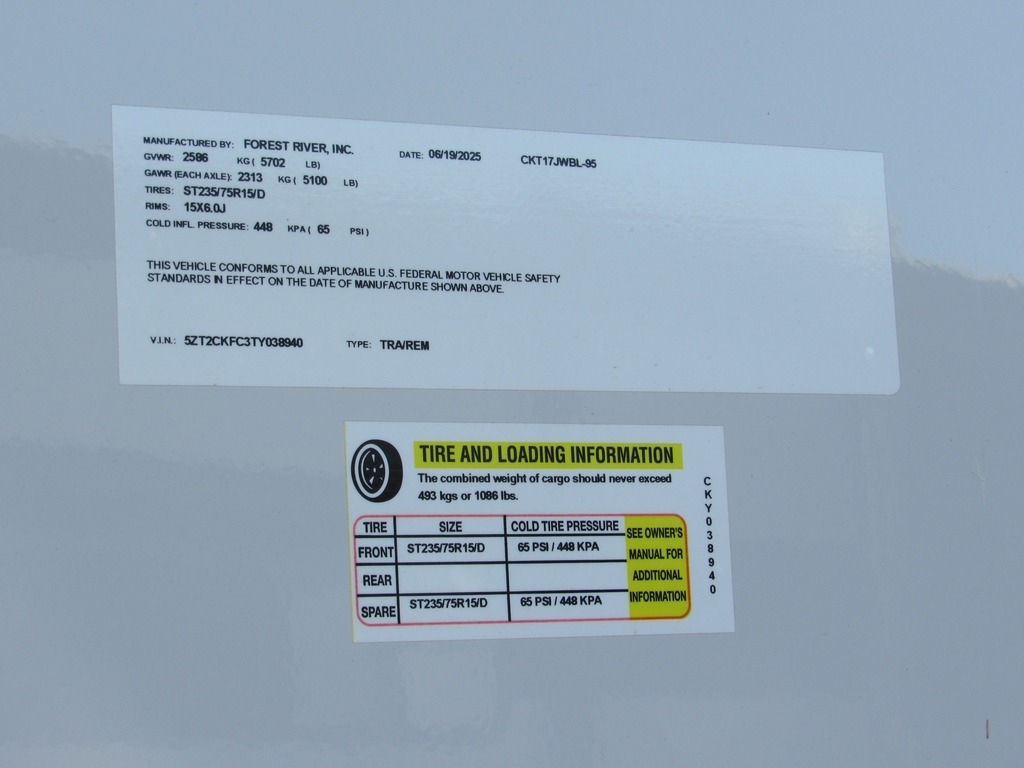 MANUFACTURED BY: FOREST RIVER, INC. DATE: 06/19/2025 CKT17JWBL-95
GVWR: 2586 KG ( 5702 LB)
GAWR (EACH AXLE): 2313 KG ( 5100 LB)
TIRES: ST235/75R15/D
RIMS: 15X6.0J
COLD INFL. PRESSURE: 448 KPA ( 65 PSI )
THIS VEHICLE CONFORMS TO ALL APPLICABLE U.S. FEDERAL MOTOR VEHICLE SAFETY
STANDARDS IN EFFECT ON THE DATE OF MANUFACTURE SHOWN ABOVE.
V.I.N.: 5ZT2CKFC3TY038940 TYPE: TRA/REM
TIRE AND LOADING INFORMATION
The combined weight of cargo should never exceed
493 kgs or 1086 lbs.
TIRE SIZE COLD TIRE PRESSURE
FRONT ST235/75R15/D 65 PSI / 448 KPA
REAR
SPARE ST235/75R15/D 65 PSI / 448 KPA
SEE OWNER'S
MANUAL FOR
ADDITIONAL
INFORMATION
CKY038940